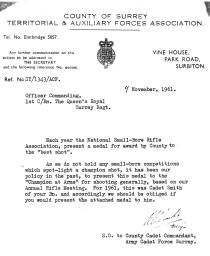 COUNTY OF SURREY
TERRITORIAL & AUXILIARY FORCES ASSOCIATION.
Tel. No. Elmbridge 3657.
Any further communication on this
subject to be addressed to
"THE SECRETARY"
and the following reference No. quoted.
VINE HOUSE,
PARK ROAD,
SURBITON.
Ref. No. ST/1343/ACF.
November, 1961.
Officer Commanding,
1st C/Bn. The Queen's Royal
Surrey Regt.
Each year the National Small-bore Rifle
Association, present a medal for award by County to
the "best shot".
As we do not hold any small-bore competitions
which spot-light a champion shot, it has been our
policy in the past, to present this medal to the
"Champion at Arms" for shooting generally, based on our
Annual Rifle Meeting. For 1961, this was Cadet Smith
of your Bn. and accordingly we should be obliged if
you would present the attached medal to him.
S.O. to County Cadet Commandant,
Army Cadet Force Surrey.